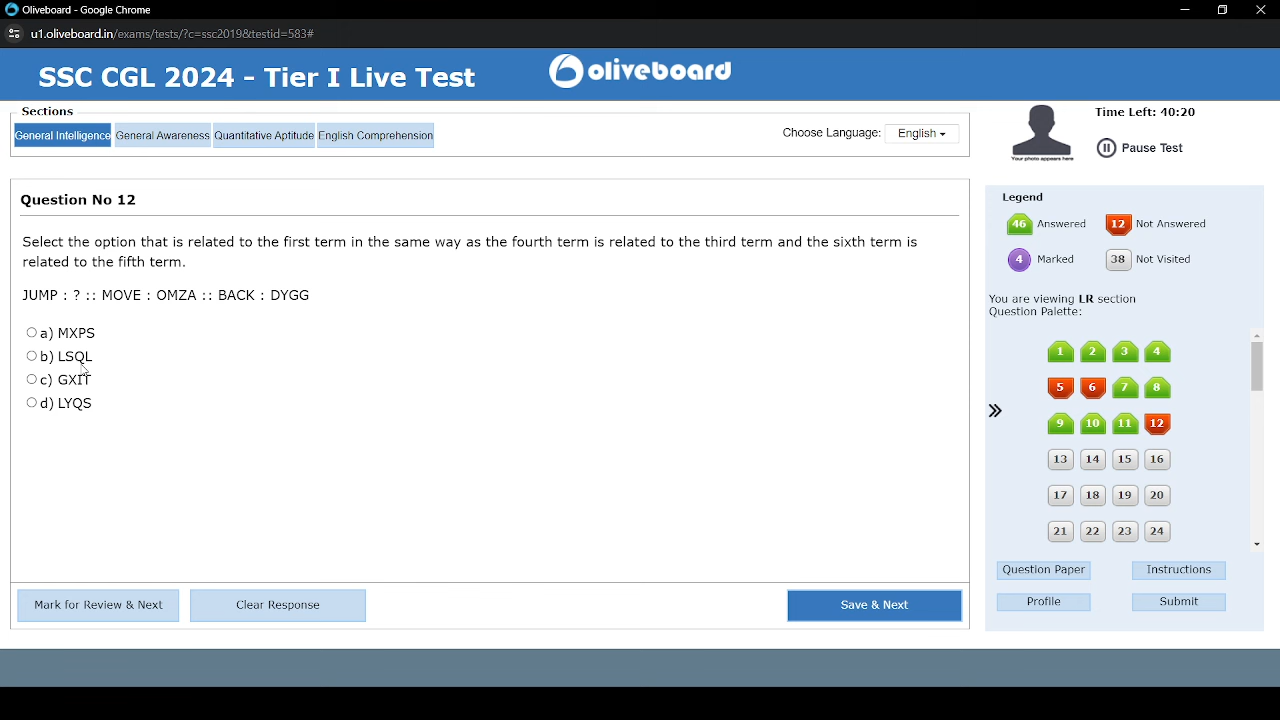 Oliveboard - Google Chrome
u1.oliveboard.in/exams/tests/?c=ssc2019&testid=583#
SSC CGL 2024 - Tier I Live Test
oliveboard
Sections
General Intelligence General Awareness Quantitative Aptitude English Comprehension
Choose Language: English
Your photo appears here
Time Left: 40:20
Pause Test
Question No 12
Select the option that is related to the first term in the same way as the fourth term is related to the third term and the sixth term is
related to the fifth term.
JUMP : ? :: MOVE : OMZA :: BACK : DYGG
a) MXPS
b) LSQL
c) GXIT
d) LYQS
Mark for Review & Next
Clear Response
Save & Next
Legend
46 Answered 12 Not Answered
4 Marked 38 Not Visited
You are viewing LR section
Question Palette:
1 2 3 4
5 6 7 8
9 10 11 12
13 14 15 16
17 18 19 20
21 22 23 24
Question Paper Instructions
Profile Submit